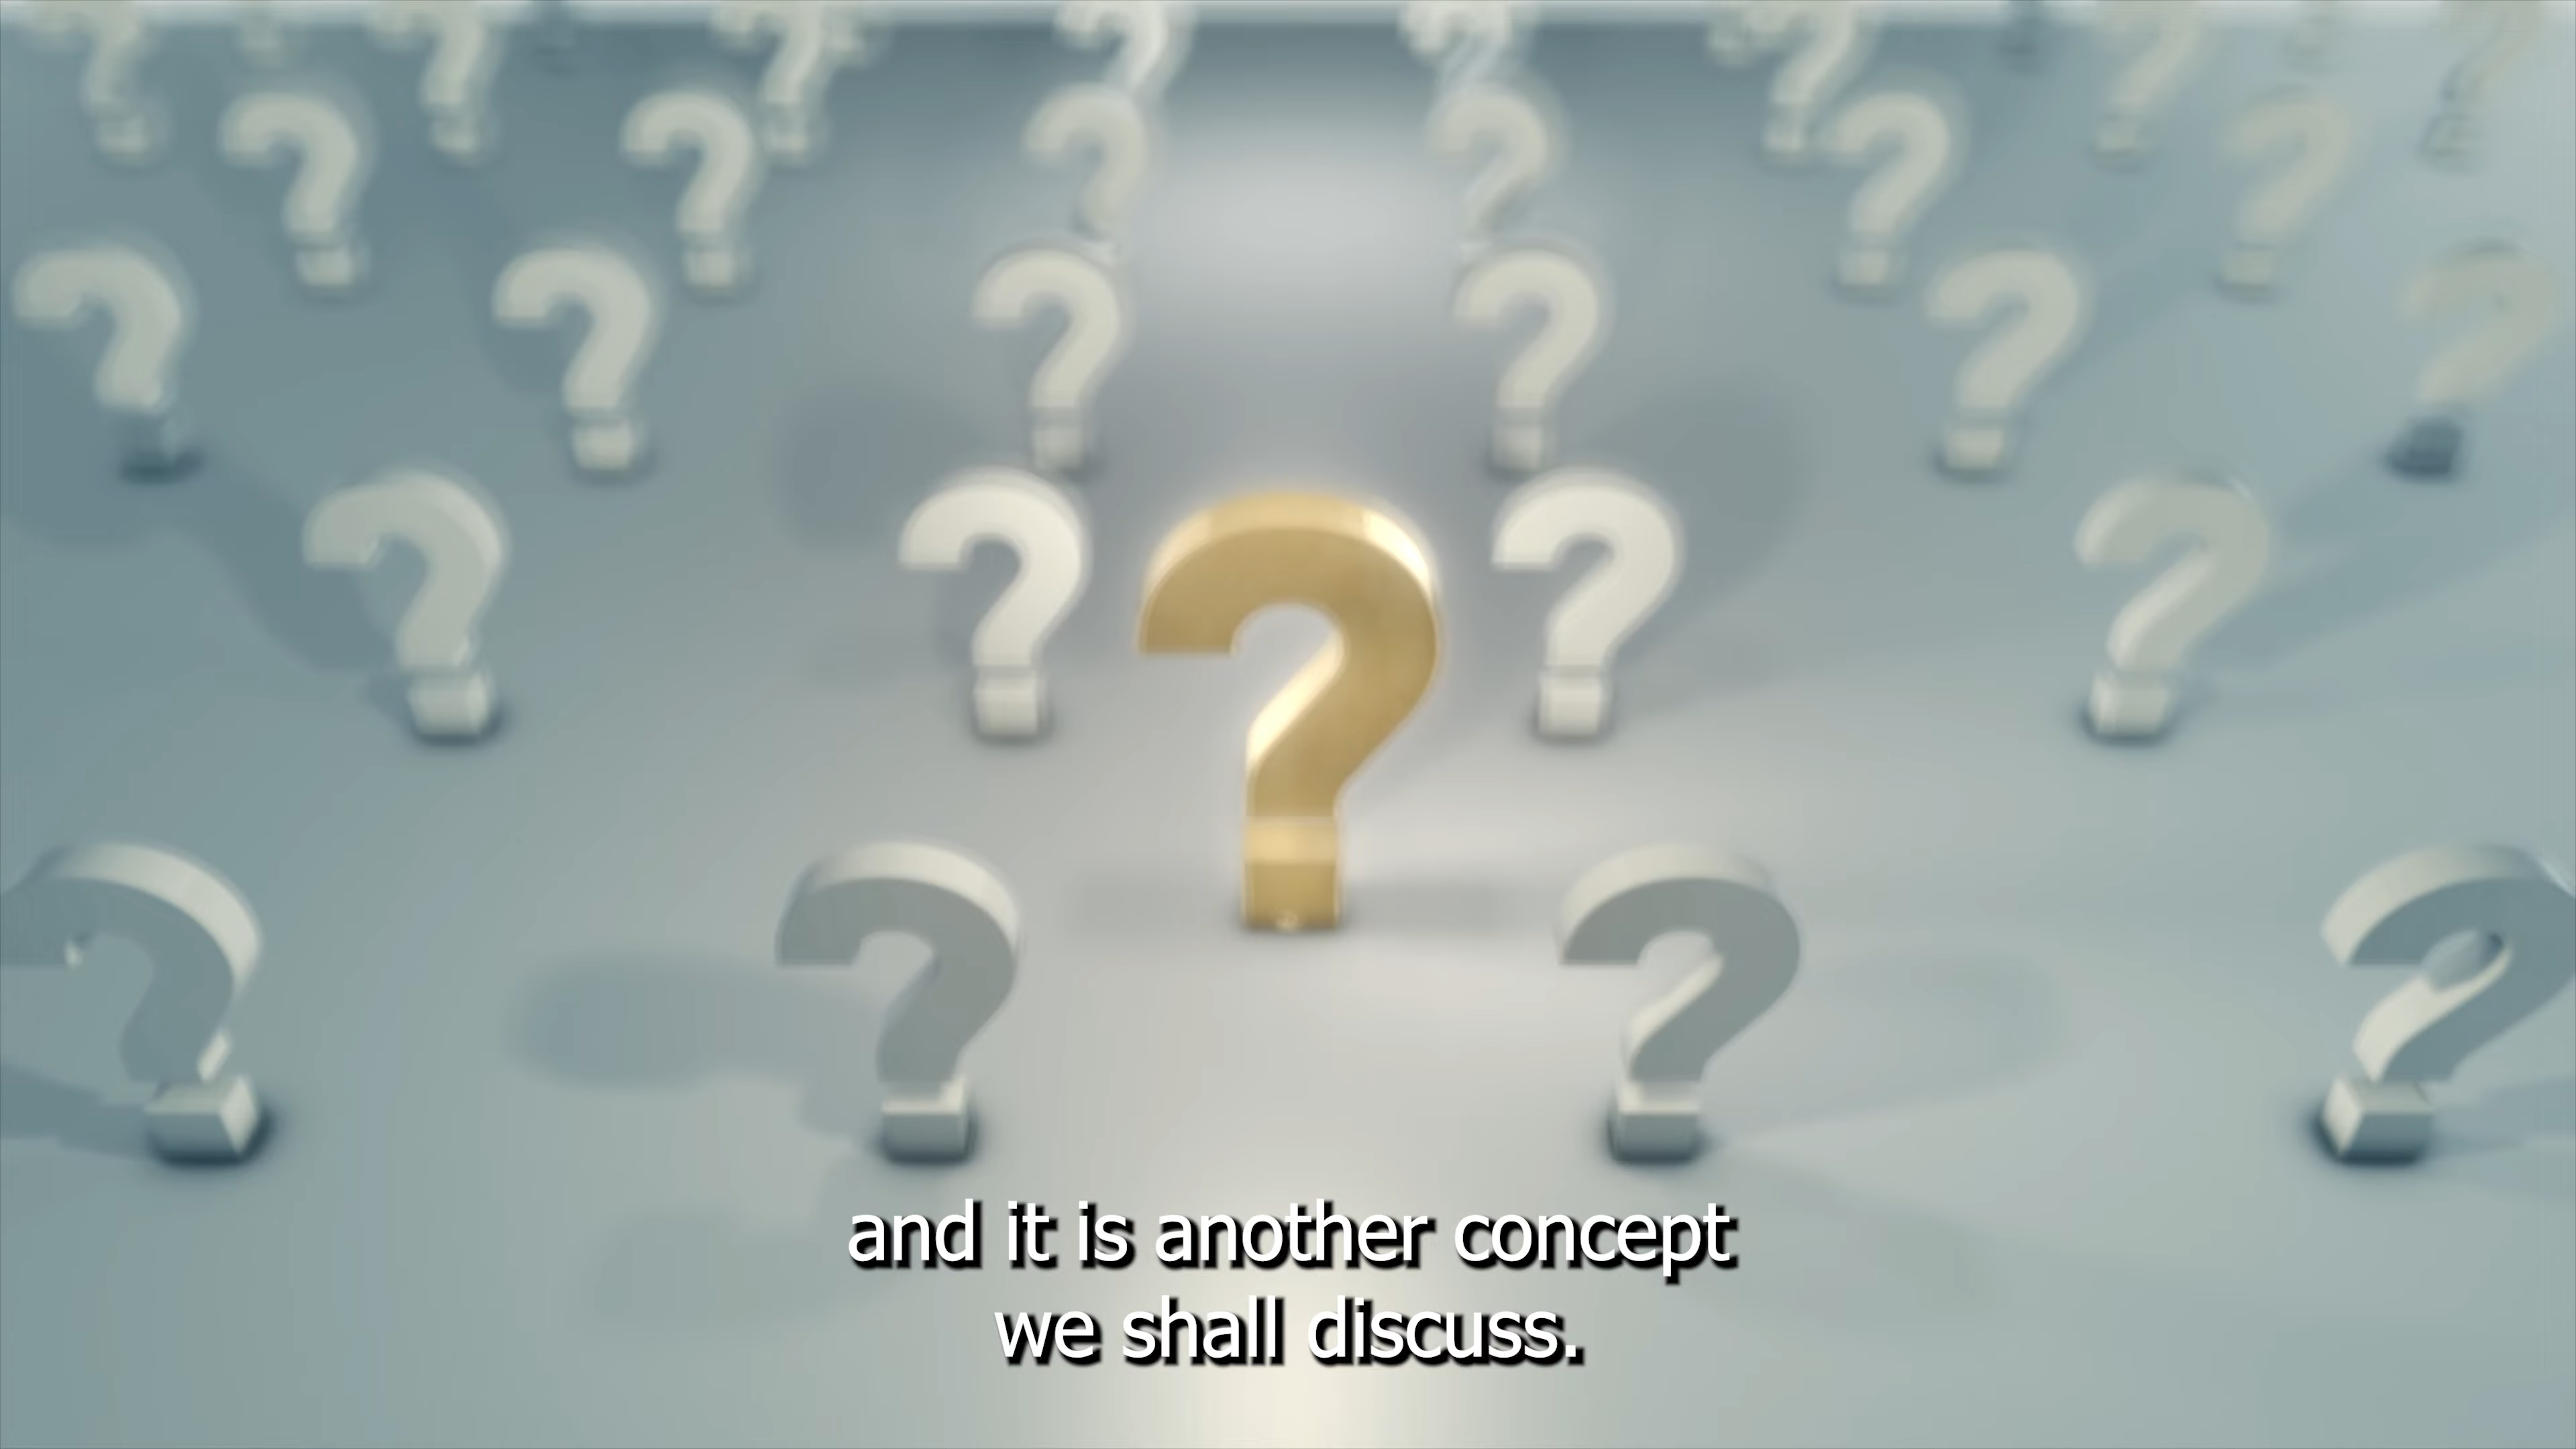 and it is another concept
we shall discuss.